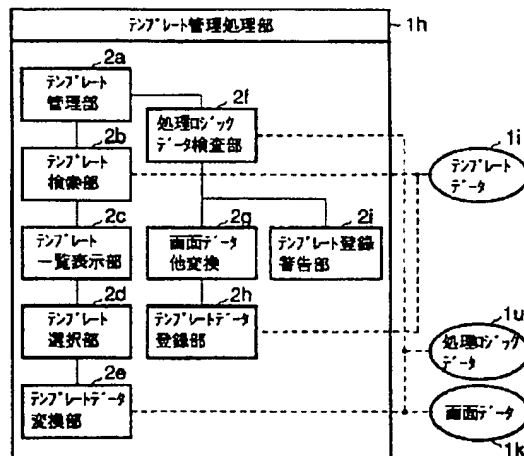 テンプレート管理処理部
1h
2a
テンプレート
管理部
2f
処理ロジック
データ検査部
2b
テンプレート
検索部
1i
テンプレート
データ
2c
テンプレート
一覧表示部
2g
画面データ
他変換
2i
テンプレート登録
警告部
2d
テンプレート
選択部
2h
テンプレートデータ
登録部
1u
処理ロジック
データ
2e
テンプレートデータ
変換部
画面データ
1k